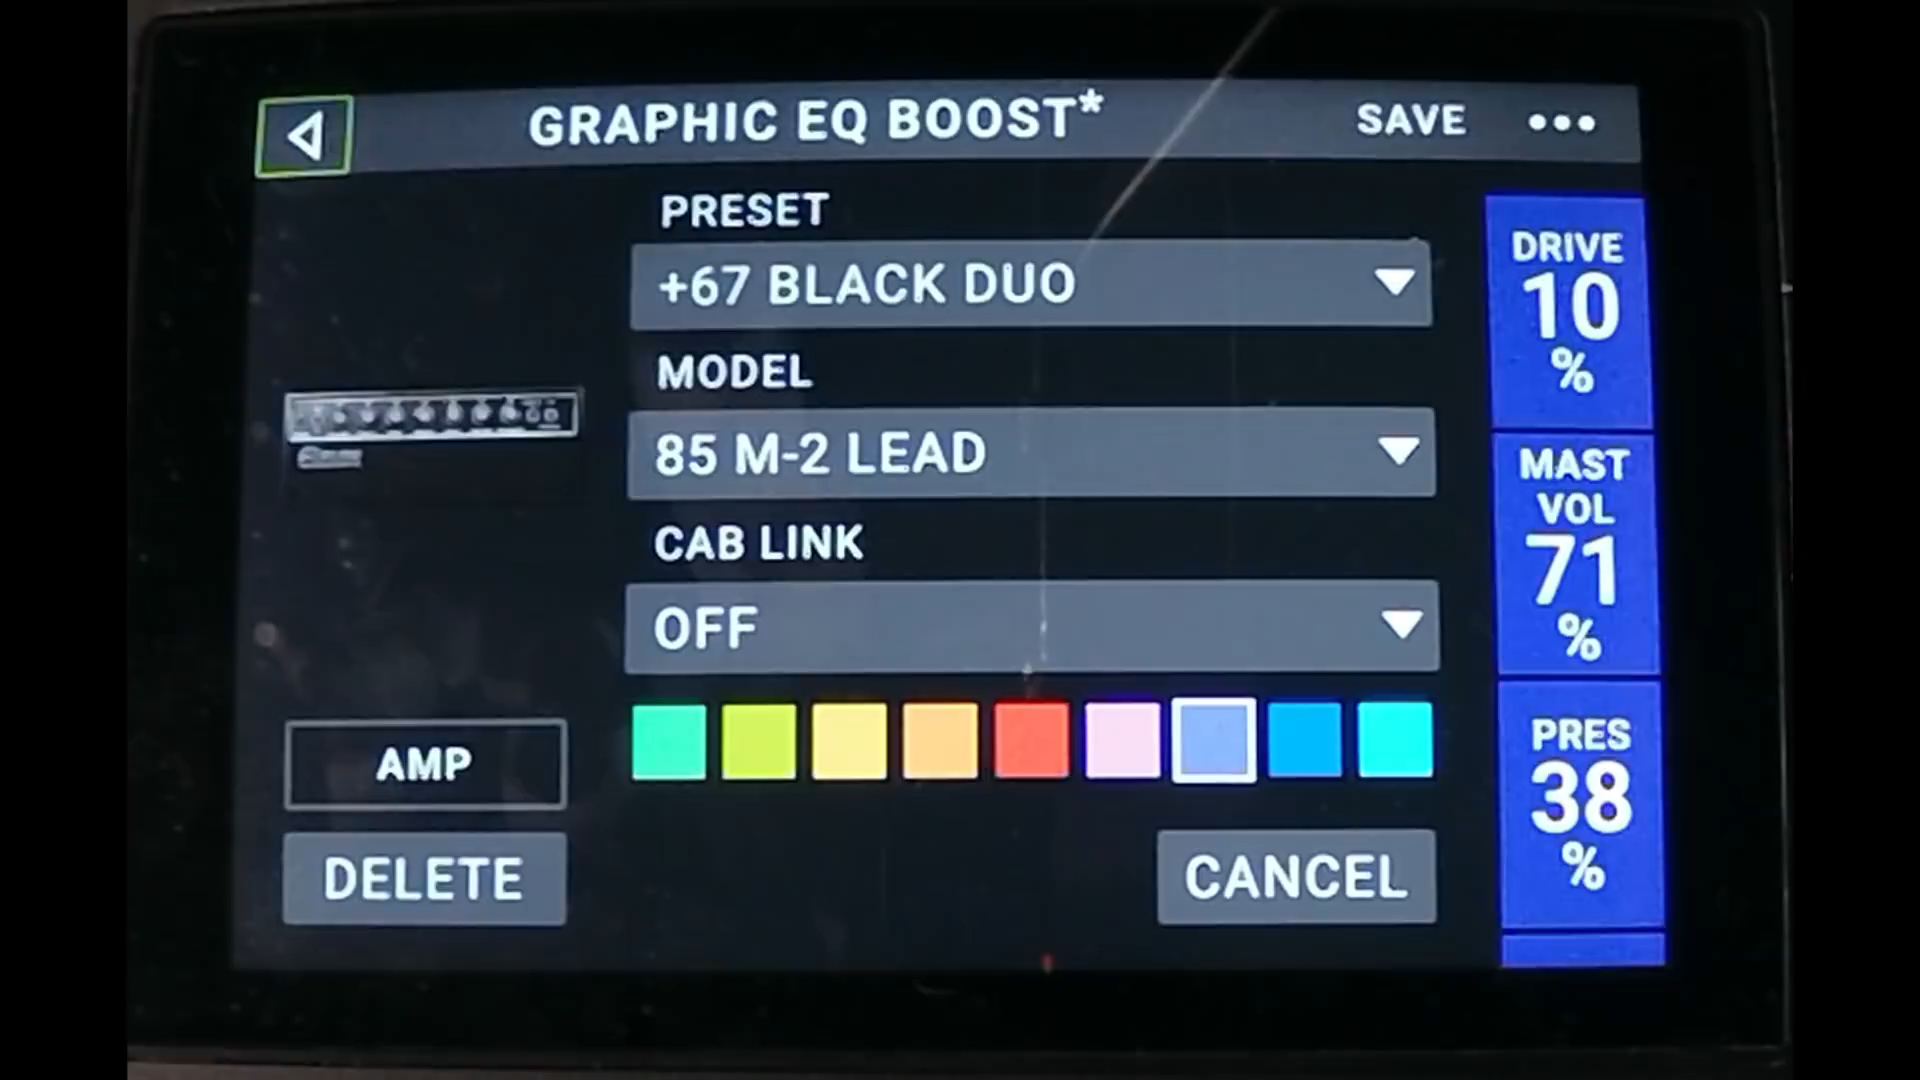 GRAPHIC EQ BOOST*
SAVE
PRESET
+67 BLACK DUO
MODEL
85 M-2 LEAD
CAB LINK
OFF
AMP
DELETE
CANCEL
DRIVE
10
%
MAST
VOL
71
%
PRES
38
%